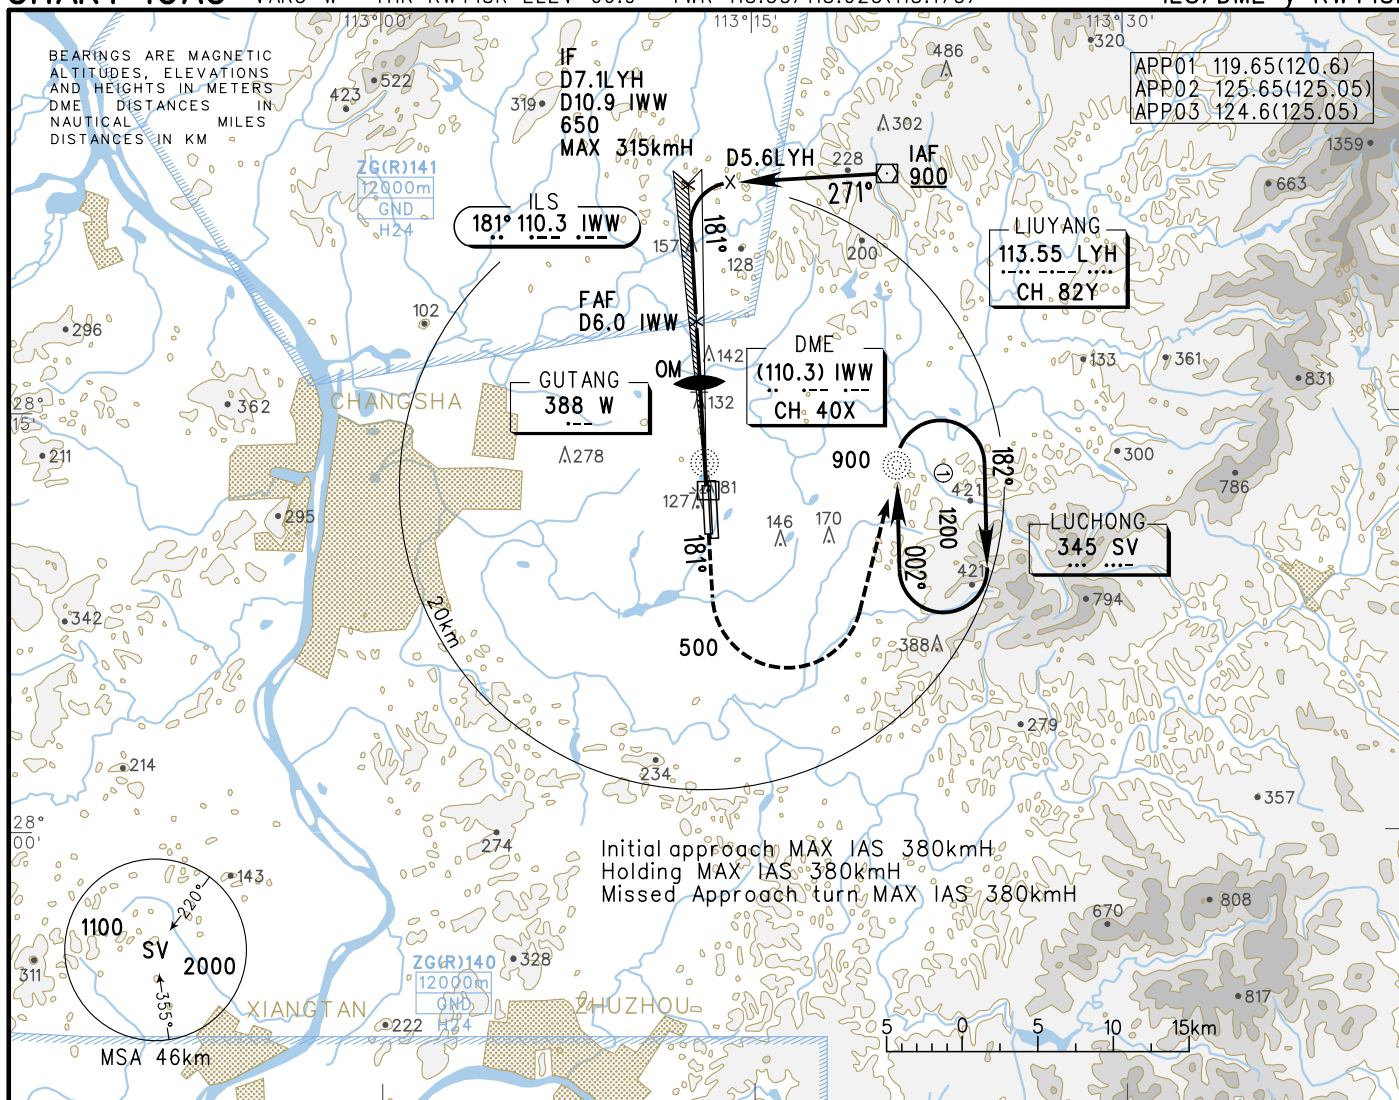 113°00'
113°15'
113°30'
BEARINGS ARE MAGNETIC
ALTITUDES, ELEVATIONS
AND HEIGHTS IN METERS
DME DISTANCES IN
NAUTICAL MILES
DISTANCES IN KM
522
423
319
IF
D7.1LYH
D10.9 IWW
650
MAX 315kmH
486
320
APP01 119.65(120.6)
APP02 125.65(125.05)
APP03 124.6(125.05)
302
1359
663
ZG(R)141
12000m
GND
H24
D5.6LYH
228
IAF
900
271°
ILS
181° 110.3 IWW
181°
157
128
200
LIUYANG
113.55 LYH
CH 82Y
296
102
FAF
D6.0 IWW
142
OM
DME
(110.3) IWW
CH 40X
133
361
831
GUTANG
388 W
132
28°
15'
362
CHANGSHA
211
278
900
182°
300
786
1
421
1200
81
127
295
146
170
LUCHONG
345 SV
181°
002°
421
794
342
20km
500
388
279
214
234
357
28°
00'
274
Initial approach MAX IAS 380kmH
Holding MAX IAS 380kmH
Missed Approach turn MAX IAS 380kmH
143
220°
1100
SV
2000
355°
MSA 46km
311
670
808
817
ZG(R)140
12000m
GND
H24
328
XIANGTAN
ZHUZHOU
222
5 0 5 10 15km